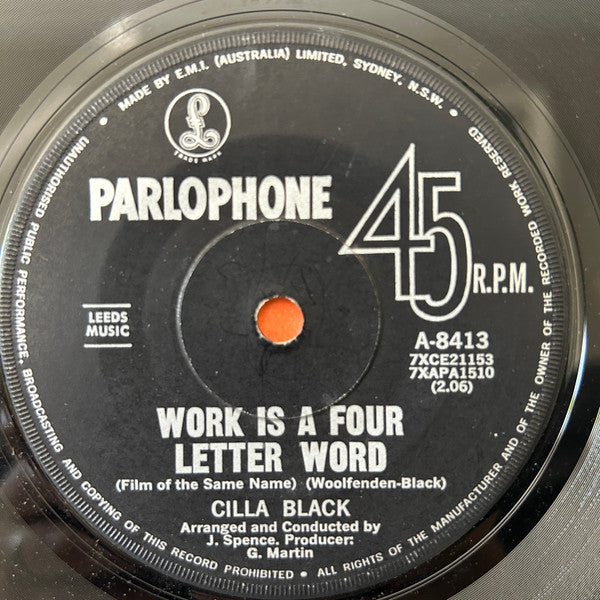 • MADE BY E.M.I. (AUSTRALIA) LIMITED, SYDNEY, N.S.W. •
£
TRADE MARK
PARLOPHONE
45
R.P.M.
LEEDS
MUSIC
A-8413
7XCE21153
7XAPA1510
(2.06)
WORK IS A FOUR
LETTER WORD
(Film of the Same Name) (Woolfenden-Black)
CILLA BLACK
Arranged and Conducted by
J. Spence. Producer:
G. Martin
UNAUTHORISED PUBLIC PERFORMANCE, BROADCASTING AND COPYING OF THIS RECORD PROHIBITED • ALL RIGHTS OF THE MANUFACTURER AND OF THE OWNER OF THE RECORDED WORK RESERVED